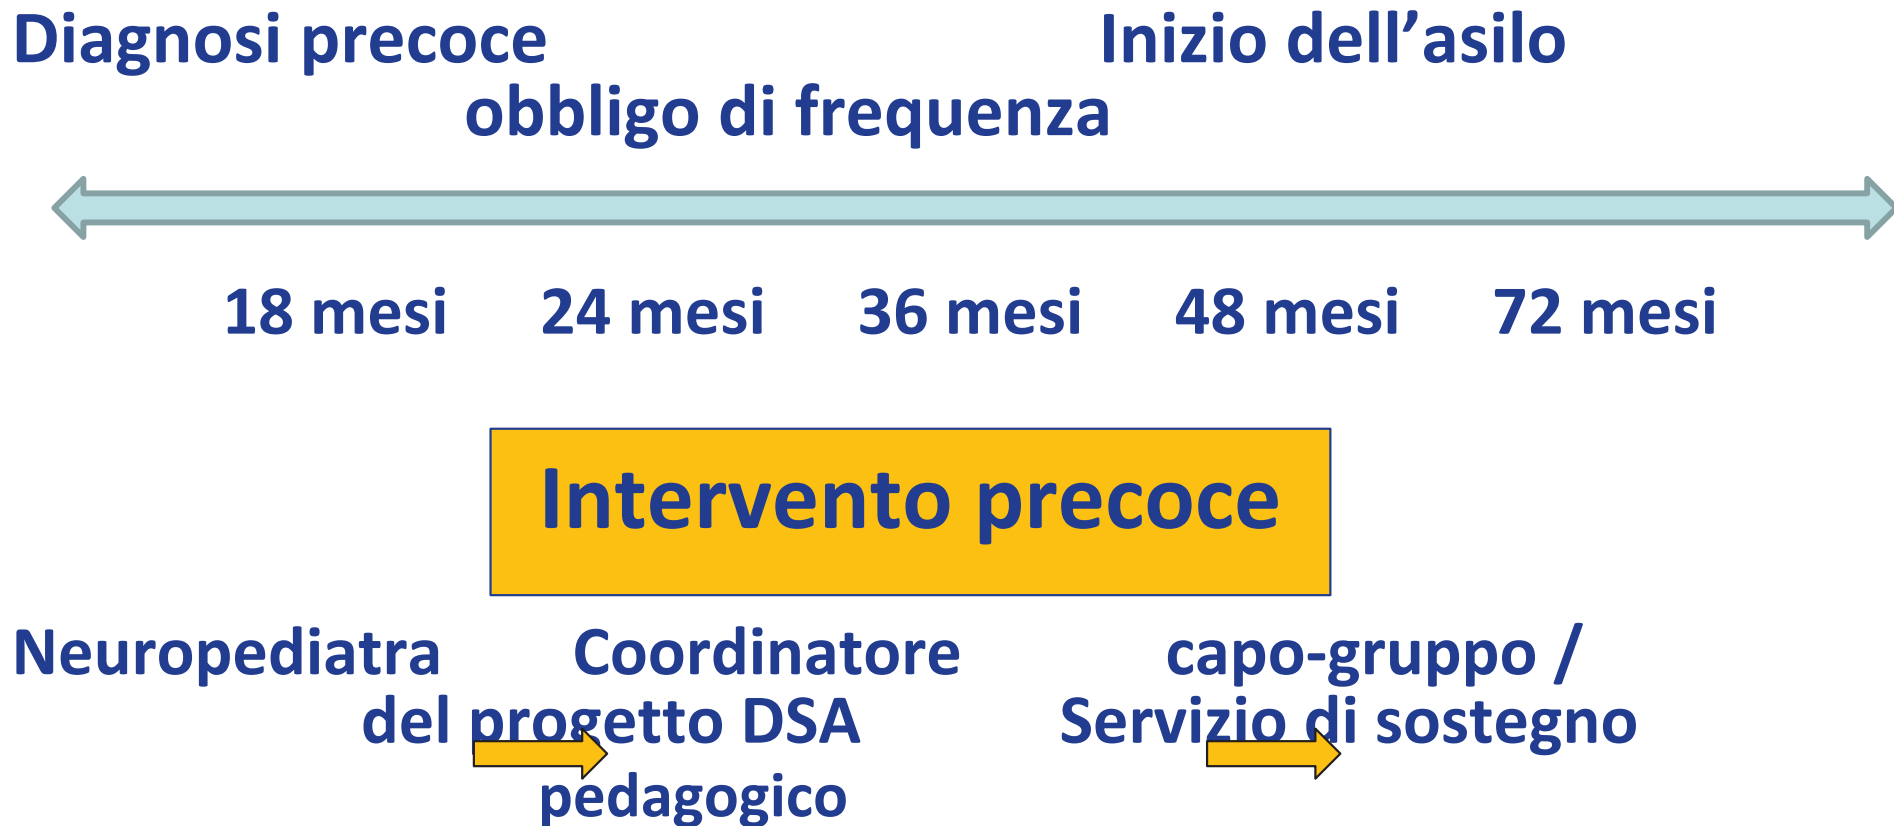 Diagnosi precoce Inizio dell’asilo
obbligo di frequenza
18 mesi 24 mesi 36 mesi 48 mesi 72 mesi
Intervento precoce
Neuropediatra Coordinatore capo-gruppo /
del progetto DSA Servizio di sostegno
pedagogico